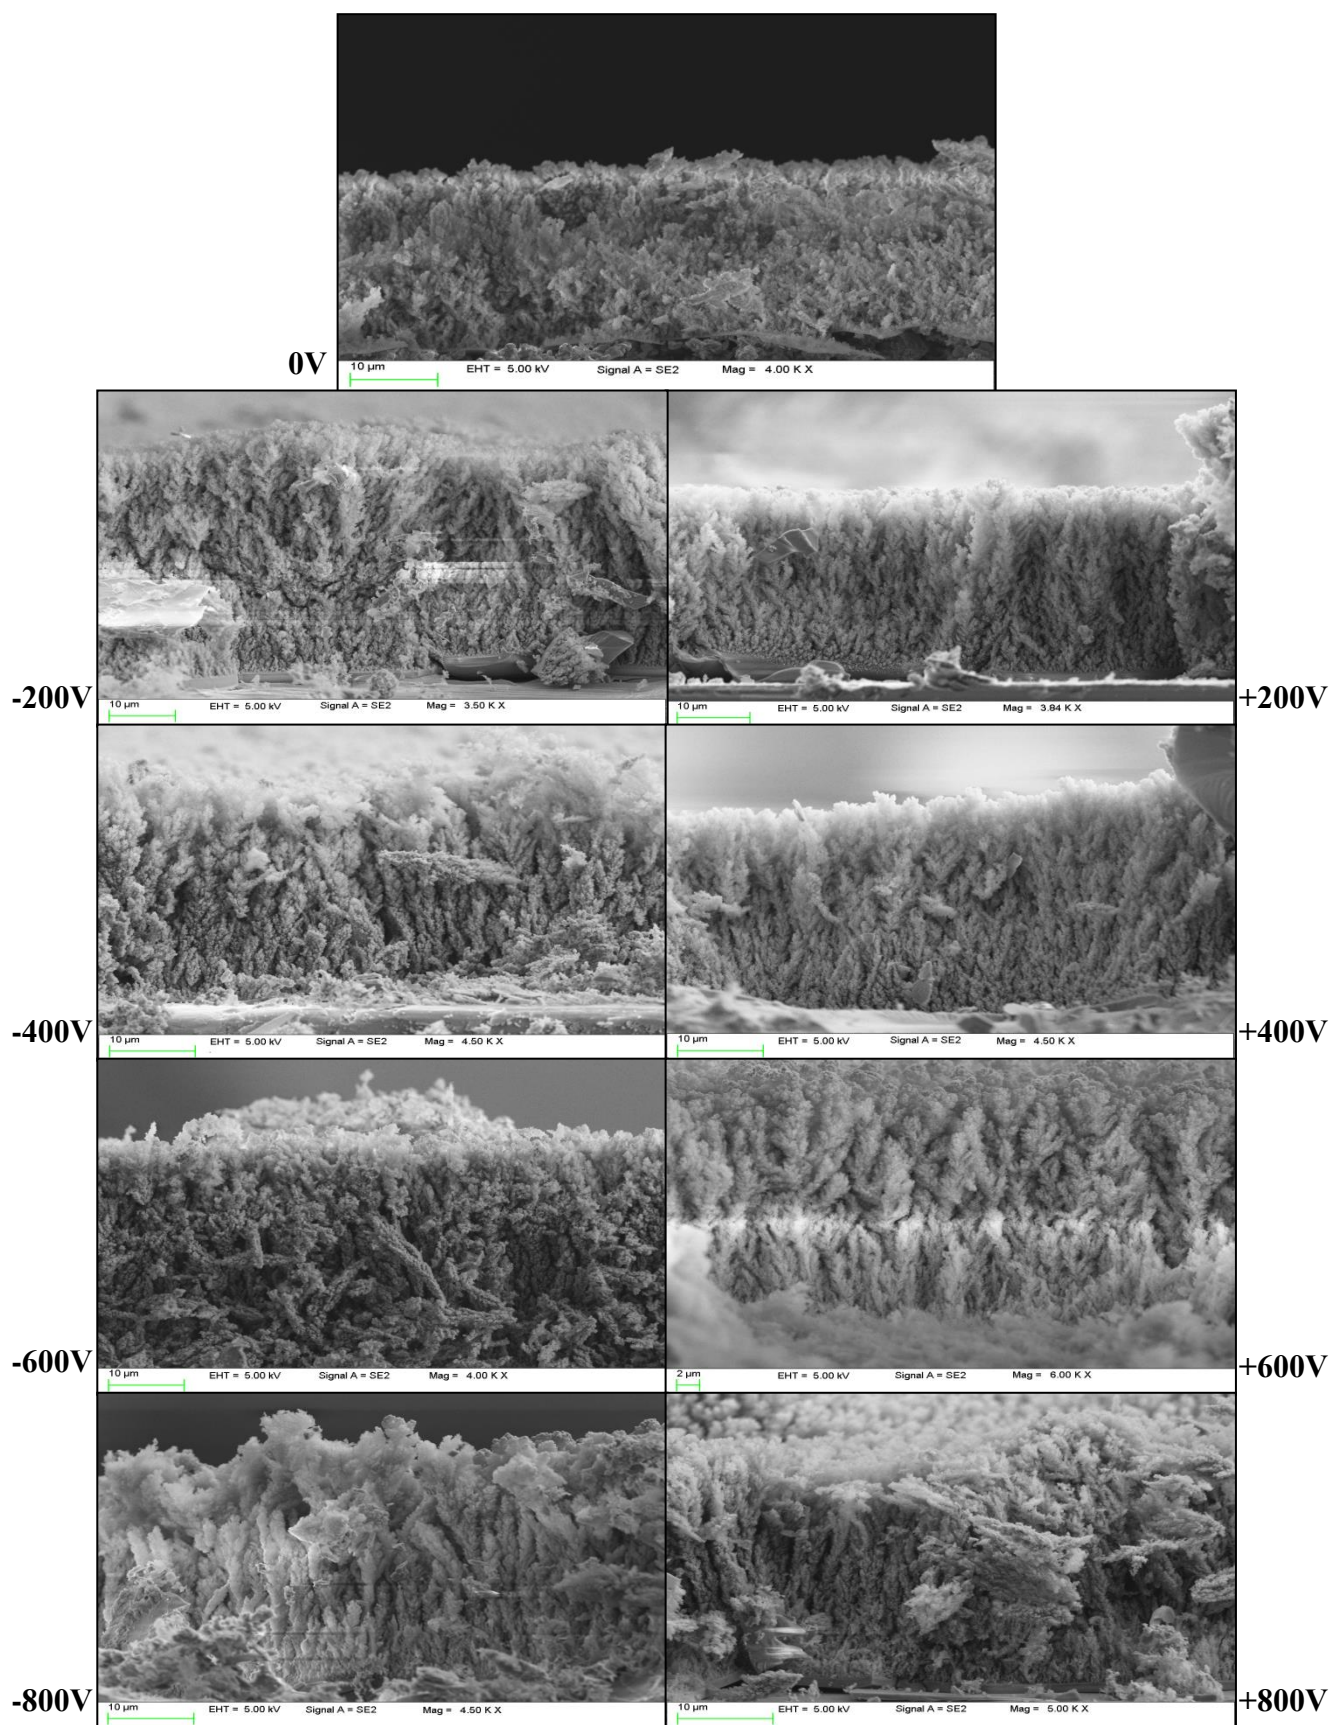 0V
10 µm EHT = 5.00 kV Signal A = SE2 Mag = 4.00 K X
-200V
10 µm EHT = 5.00 kV Signal A = SE2 Mag = 3.50 K X
10 µm EHT = 5.00 kV Signal A = SE2 Mag = 3.84 K X
+200V
-400V
10 µm EHT = 5.00 kV Signal A = SE2 Mag = 4.50 K X
10 µm EHT = 5.00 kV Signal A = SE2 Mag = 4.50 K X
+400V
-600V
10 µm EHT = 5.00 kV Signal A = SE2 Mag = 4.00 K X
2 µm EHT = 5.00 kV Signal A = SE2 Mag = 6.00 K X
+600V
-800V
10 µm EHT = 5.00 kV Signal A = SE2 Mag = 4.50 K X
10 µm EHT = 5.00 kV Signal A = SE2 Mag = 5.00 K X
+800V